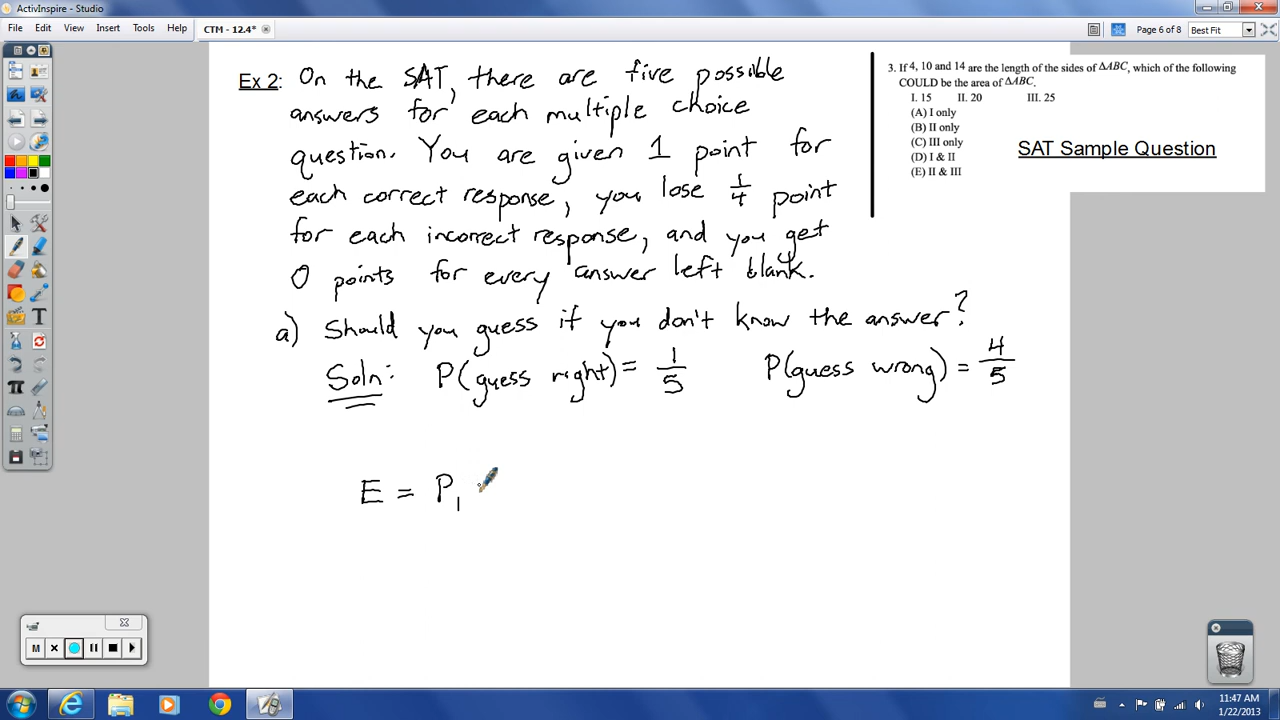 ActivInspire - Studio
File Edit View Insert Tools Help
CTM - 12.4*
Page 6 of 8
Best Fit
Ex 2: On the SAT, there are five possible
answers for each multiple choice
question. You are given 1 point for
each correct response, you lose 1/4 point
for each incorrect response, and you get
0 points for every answer left blank.
a) Should you guess if you don't know the answer?
Soln: P(guess right) = 1/5 P(guess wrong) = 4/5
E = P₁
3. If 4, 10 and 14 are the length of the sides of ΔABC, which of the following
COULD be the area of ΔABC.
I. 15 II. 20 III. 25
(A) I only
(B) II only
(C) III only
(D) I & II
(E) II & III
SAT Sample Question
M
11:47 AM
1/22/2013